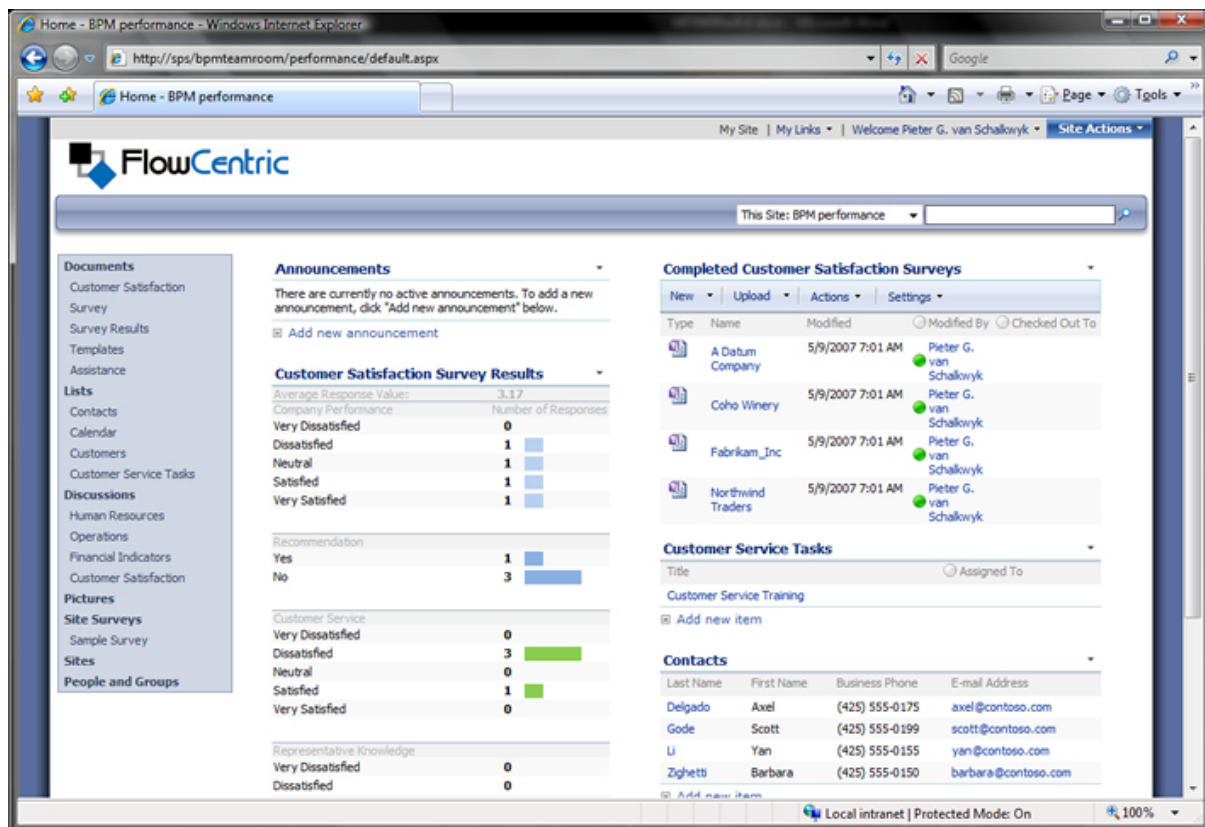 Home - BPM performance - Windows Internet Explorer
http://sps/bpmteamroom/performance/default.aspx
Google
Home - BPM performance
Page
Tools
My Site | My Links | Welcome Pieter G. van Schalkwyk
Site Actions
FlowCentric
This Site: BPM performance
Documents
Customer Satisfaction
Survey
Survey Results
Templates
Assistance
Lists
Contacts
Calendar
Customers
Customer Service Tasks
Discussions
Human Resources
Operations
Financial Indicators
Customer Satisfaction
Pictures
Site Surveys
Sample Survey
Sites
People and Groups
Announcements
There are currently no active announcements. To add a new
announcement, click "Add new announcement" below.
Add new announcement
Customer Satisfaction Survey Results
Average Response Value: 3.17
Company Performance Number of Responses
Very Dissatisfied 0
Dissatisfied 1
Neutral 1
Satisfied 1
Very Satisfied 1
Recommendation
Yes 1
No 3
Customer Service
Very Dissatisfied 0
Dissatisfied 3
Neutral 0
Satisfied 1
Very Satisfied 0
Representative Knowledge
Very Dissatisfied 0
Dissatisfied 0
Completed Customer Satisfaction Surveys
New Upload Actions Settings
Type Name Modified Modified By Checked Out To
A Datum
Company
5/9/2007 7:01 AM
Pieter G.
van
Schalkwyk
Coho Winery
5/9/2007 7:01 AM
Pieter G.
van
Schalkwyk
Fabrikam_Inc
5/9/2007 7:01 AM
Pieter G.
van
Schalkwyk
Northwind
Traders
5/9/2007 7:01 AM
Pieter G.
van
Schalkwyk
Customer Service Tasks
Title Assigned To
Customer Service Training
Add new item
Contacts
Last Name First Name Business Phone E-mail Address
Delgado Axel (425) 555-0175 axel@contoso.com
Gode Scott (425) 555-0199 scott@contoso.com
Li Yan (425) 555-0155 yan@contoso.com
Zighetti Barbara (425) 555-0150 barbara@contoso.com
Add new item
Local intranet | Protected Mode: On
100%